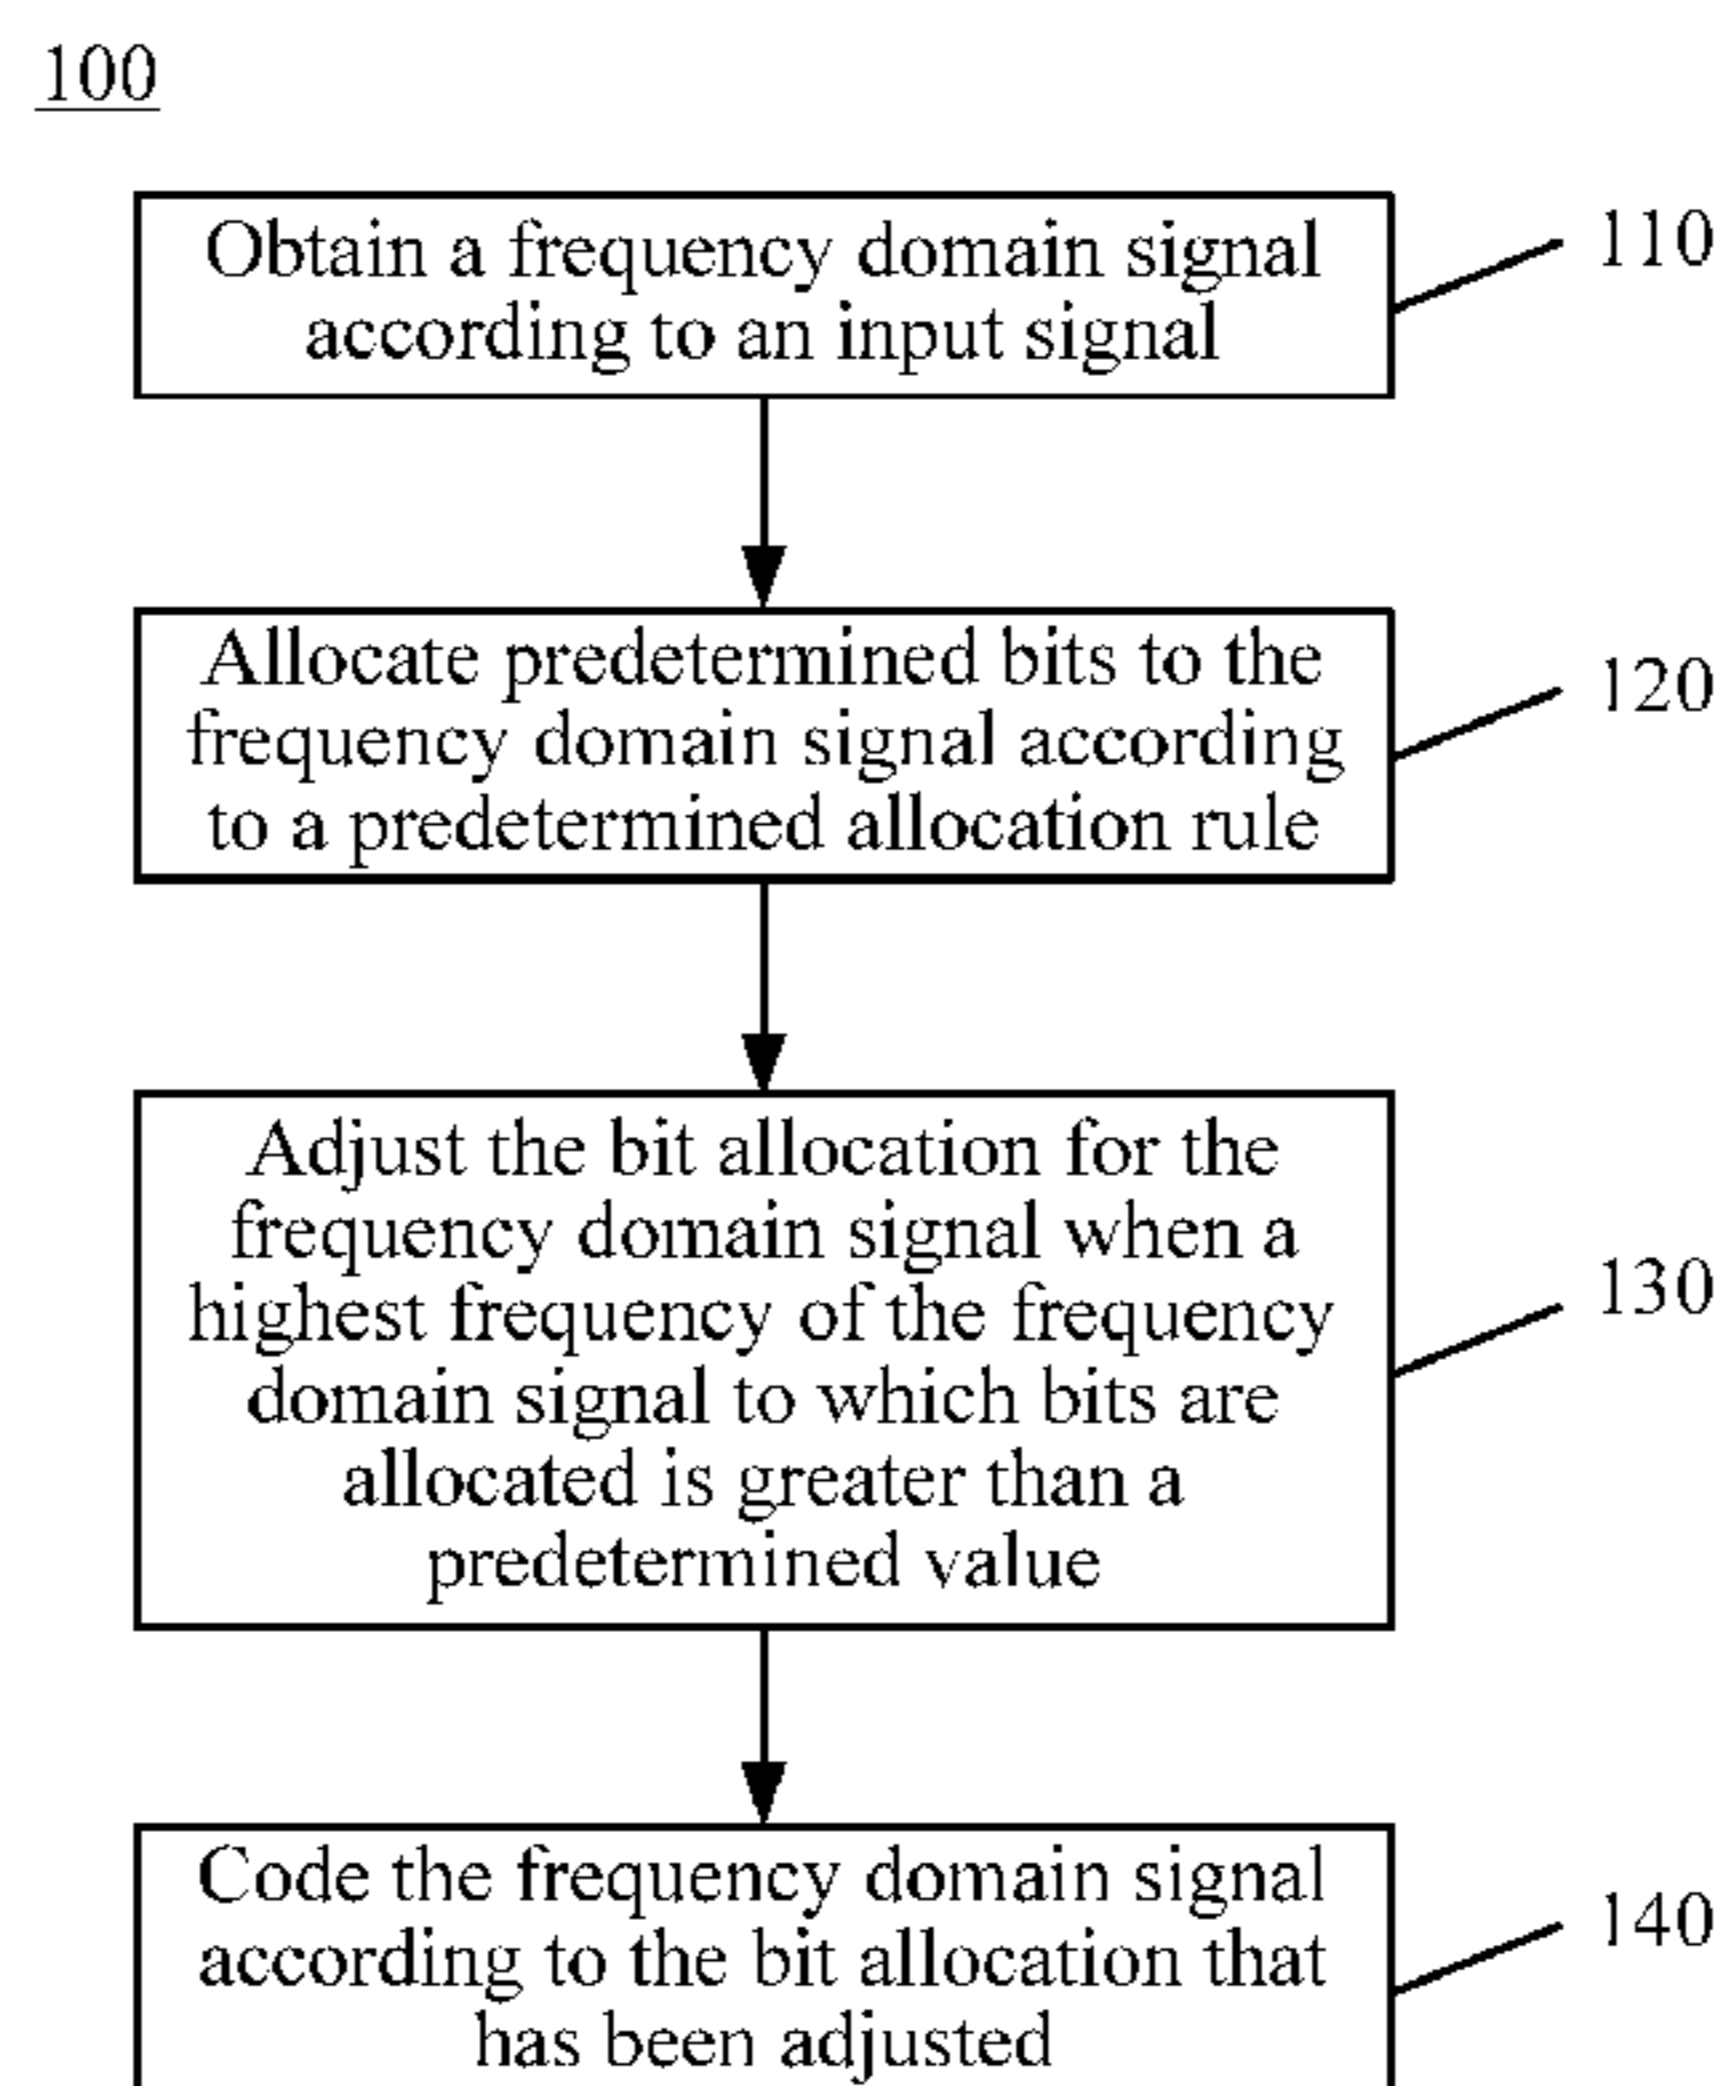 100
Obtain a frequency domain signal
according to an input signal
110
Allocate predetermined bits to the
frequency domain signal according
to a predetermined allocation rule
120
Adjust the bit allocation for the
frequency domain signal when a
highest frequency of the frequency
domain signal to which bits are
allocated is greater than a
predetermined value
130
Code the frequency domain signal
according to the bit allocation that
has been adjusted
140